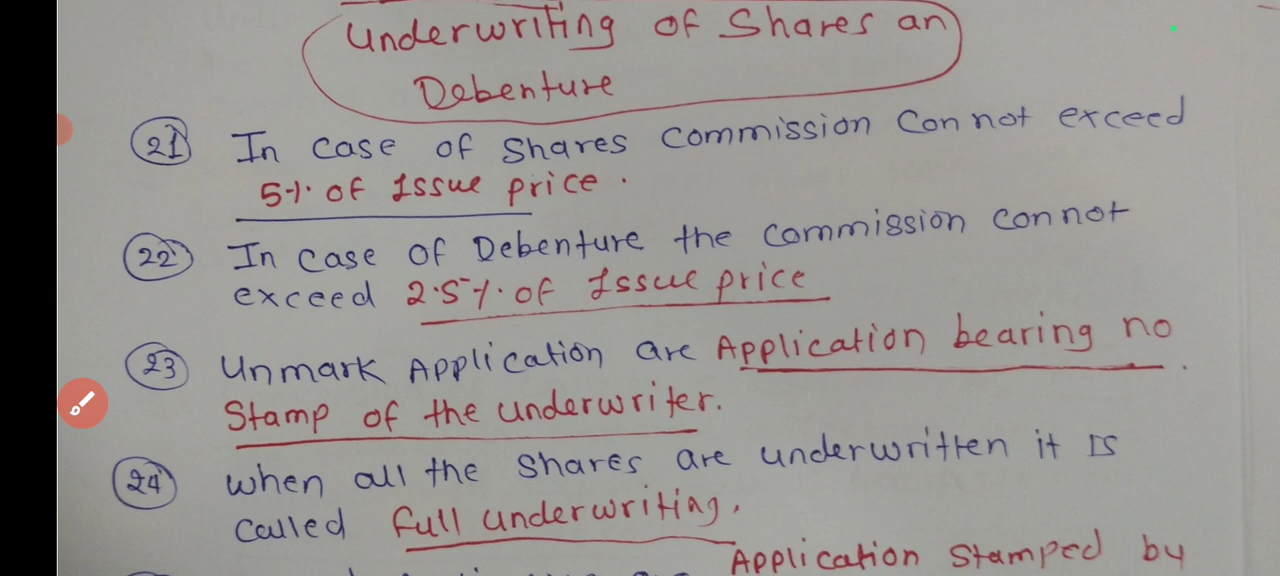 Underwriting of Shares an
Debenture
21 In case of Shares Commission Connot exceed
5% of Issue price.
22 In case of Debenture the Commission Connot
exceed 2.5% of Issue price
23 Unmark Application are Application bearing no
Stamp of the underwriter.
24 when all the Shares are underwritten it is
Called full underwriting.
Application Stamped by